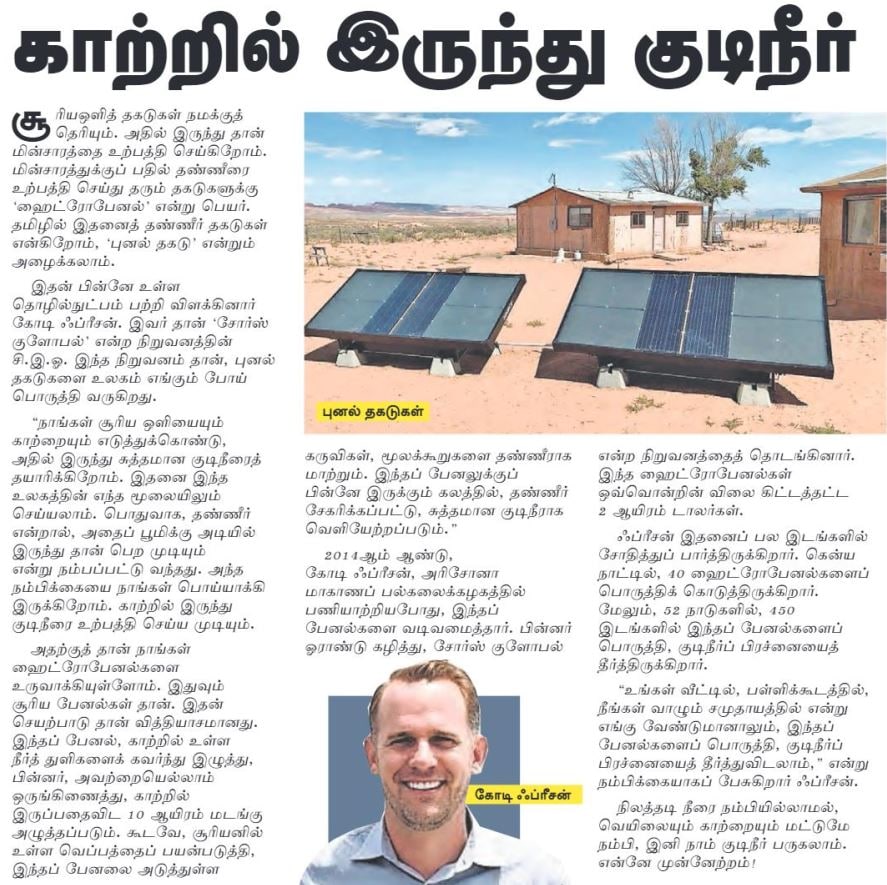 காற்றில் இருந்து குடிநீர்
சூரியஒளித் தகடுகள் நமக்குத்
தெரியும். அதில் இருந்து தான்
மின்சாரத்தை உற்பத்தி செய்கிறோம்.
மின்சாரத்துக்குப் பதில் தண்ணீரை
உற்பத்தி செய்து தரும் தகடுகளுக்கு
‘ஹைட்ரோபேனல்’ என்று பெயர்.
தமிழில் இதனைத் தண்ணீர் தகடுகள்
என்கிறோம், ‘புனல் தகடு’ என்றும்
அழைக்கலாம்.
இதன் பின்னே உள்ள
தொழில்நுட்பம் பற்றி விளக்கினார்
கோடி ஃப்ரீசன். இவர் தான் ‘சோர்ஸ்
குளோபல்’ என்ற நிறுவனத்தின்
சி.இ.ஓ. இந்த நிறுவனம் தான், புனல்
தகடுகளை உலகம் எங்கும் போய்
பொருத்தி வருகிறது.
“நாங்கள் சூரிய ஒளியையும்
காற்றையும் எடுத்துக்கொண்டு,
அதில் இருந்து சுத்தமான குடிநீரைத்
தயாரிக்கிறோம். இதனை இந்த
உலகத்தின் எந்த மூலையிலும்
செய்யலாம். பொதுவாக, தண்ணீர்
என்றால், அதைப் பூமிக்கு அடியில்
இருந்து தான் பெற முடியும்
என்று நம்பப்பட்டு வந்தது. அந்த
நம்பிக்கையை நாங்கள் பொய்யாக்கி
இருக்கிறோம். காற்றில் இருந்து
குடிநீரை உற்பத்தி செய்ய முடியும்.
அதற்குத் தான் நாங்கள்
ஹைட்ரோபேனல்களை
உருவாக்கியுள்ளோம். இதுவும்
சூரிய பேனல்கள் தான். இதன்
செயற்பாடு தான் வித்தியாசமானது.
இந்தப் பேனல், காற்றில் உள்ள
நீர்த் துளிகளைக் கவர்ந்து இழுத்து,
பின்னர், அவற்றையெல்லாம்
ஒருங்கிணைத்து, காற்றில்
இருப்பதைவிட 10 ஆயிரம் மடங்கு
அழுத்தப்படும். கூடவே, சூரியனில்
உள்ள வெப்பத்தைப் பயன்படுத்தி,
இந்தப் பேனலை அடுத்துள்ள
புனல் தகடுகள்
கருவிகள், மூலக்கூறுகளை தண்ணீராக
மாற்றும். இந்தப் பேனலுக்குப்
பின்னே இருக்கும் கலத்தில், தண்ணீர்
சேகரிக்கப்பட்டு, சுத்தமான குடிநீராக
வெளியேற்றப்படும்.”
2014ஆம் ஆண்டு,
கோடி ஃப்ரீசன், அரிசோனா
மாகாணப் பல்கலைக்கழகத்தில்
பணியாற்றியபோது, இந்தப்
பேனல்களை வடிவமைத்தார். பின்னர்
ஓராண்டு கழித்து, சோர்ஸ் குளோபல்
கோடி ஃப்ரீசன்
என்ற நிறுவனத்தைத் தொடங்கினார்.
இந்த ஹைட்ரோபேனல்கள்
ஒவ்வொன்றின் விலை கிட்டத்தட்ட
2 ஆயிரம் டாலர்கள்.
ஃப்ரீசன் இதனைப் பல இடங்களில்
சோதித்துப் பார்த்திருக்கிறார். கென்ய
நாட்டில், 40 ஹைட்ரோபேனல்களைப்
பொருத்திக் கொடுத்திருக்கிறார்.
மேலும், 52 நாடுகளில், 450
இடங்களில் இந்தப் பேனல்களைப்
பொருத்தி, குடிநீர்ப் பிரச்னையைத்
தீர்த்திருக்கிறார்.
“உங்கள் வீட்டில், பள்ளிக்கூடத்தில்,
நீங்கள் வாழும் சமுதாயத்தில் என்று
எங்கு வேண்டுமானாலும், இந்தப்
பேனல்களைப் பொருத்தி, குடிநீர்ப்
பிரச்னையைத் தீர்த்துவிடலாம்,” என்று
நம்பிக்கையாகப் பேசுகிறார் ஃப்ரீசன்.
நிலத்தடி நீரை நம்பியில்லாமல்,
வெயிலையும் காற்றையும் மட்டுமே
நம்பி, இனி நாம் குடிநீர் பருகலாம்.
என்னே முன்னேற்றம்!